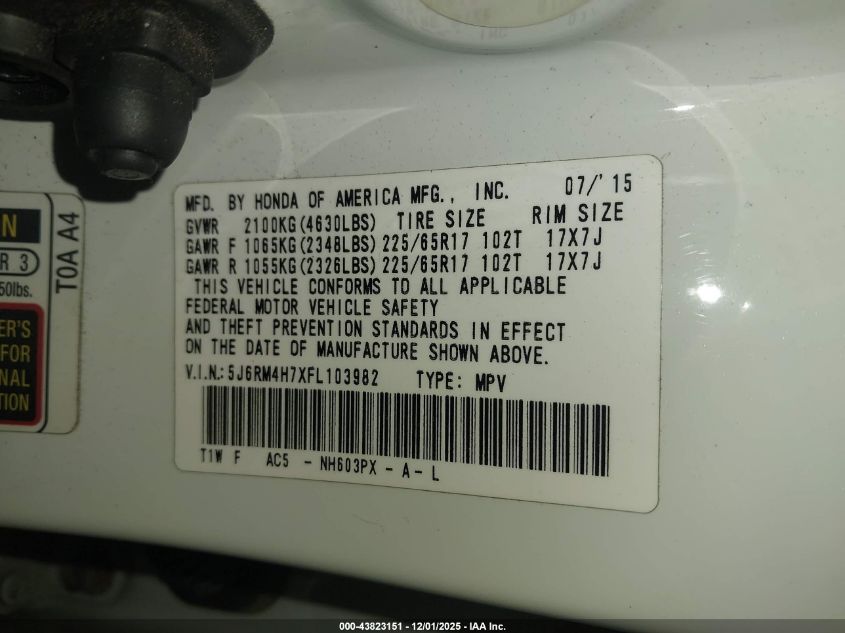 MFD. BY HONDA OF AMERICA MFG., INC. 07/'15
GVWR 2100KG(4630LBS) TIRE SIZE RIM SIZE
GAWR F 1065KG(2348LBS) 225/65R17 102T 17X7J
GAWR R 1055KG(2326LBS) 225/65R17 102T 17X7J
THIS VEHICLE CONFORMS TO ALL APPLICABLE
FEDERAL MOTOR VEHICLE SAFETY
AND THEFT PREVENTION STANDARDS IN EFFECT
ON THE DATE OF MANUFACTURE SHOWN ABOVE.
V.I.N.: 5J6RM4H7XFL103982 TYPE: MPV
T1W F AC5 - NH603PX - A - L
T0A A4
N
R 3
50lbs.
ER'S
FOR
NAL
TION
000-43823151 - 12/01/2025 - IAA Inc.